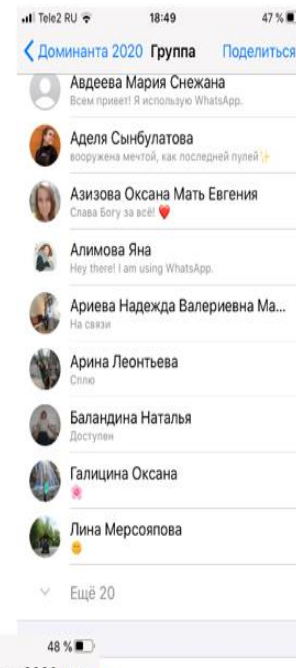 Tele2 RU 18:49 47 %
Доминанта 2020 Группа Поделиться
Авдеева Мария Снежана
Всем привет! Я использую WhatsApp.
Аделя Сынбулатова
вооружена мечтой, как последней пулей✨
Азизова Оксана Мать Евгения
Слава Богу за всё! ❤️
Алимова Яна
Hey there! I am using WhatsApp.
Ариева Надежда Валериевна Ма...
На связи
Арина Леонтьева
Сплю
Баландина Наталья
Доступен
Галицина Оксана
🌸
Лина Мерсояпова
Ещё 20
48 %